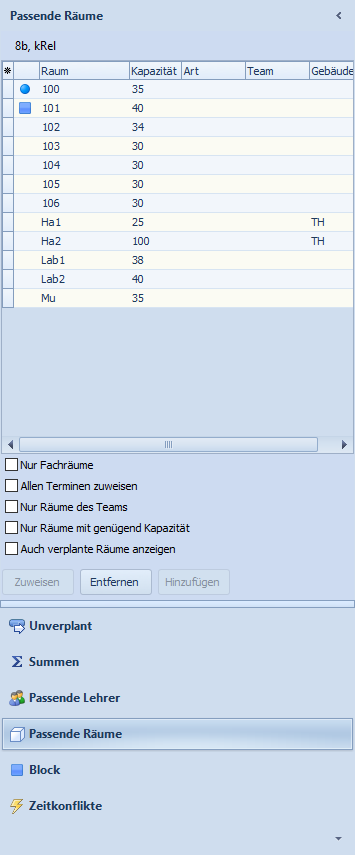 Passende Räume
8b, kRel
Raum Kapazität Art Team Gebäude
100 35
101 40
102 34
103 30
104 30
105 30
106 30
Ha1 25 TH
Ha2 100 TH
Lab1 38
Lab2 40
Mu 35
Nur Fachräume
Allen Terminen zuweisen
Nur Räume des Teams
Nur Räume mit genügend Kapazität
Auch verplante Räume anzeigen
Zuweisen Entfernen Hinzufügen
Unverplant
Summen
Passende Lehrer
Passende Räume
Block
Zeitkonflikte